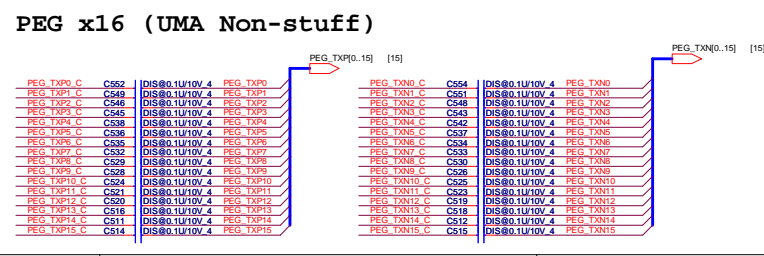 PEG x16 (UMA Non-stuff)
PEG_TXP[0..15] [15]
PEG_TXP0_C C552 DIS@0.1U/10V_4 PEG_TXP0
PEG_TXP1_C C549 DIS@0.1U/10V_4 PEG_TXP1
PEG_TXP2_C C546 DIS@0.1U/10V_4 PEG_TXP2
PEG_TXP3_C C545 DIS@0.1U/10V_4 PEG_TXP3
PEG_TXP4_C C538 DIS@0.1U/10V_4 PEG_TXP4
PEG_TXP5_C C536 DIS@0.1U/10V_4 PEG_TXP5
PEG_TXP6_C C535 DIS@0.1U/10V_4 PEG_TXP6
PEG_TXP7_C C532 DIS@0.1U/10V_4 PEG_TXP7
PEG_TXP8_C C529 DIS@0.1U/10V_4 PEG_TXP8
PEG_TXP9_C C528 DIS@0.1U/10V_4 PEG_TXP9
PEG_TXP10_C C524 DIS@0.1U/10V_4 PEG_TXP10
PEG_TXP11_C C521 DIS@0.1U/10V_4 PEG_TXP11
PEG_TXP12_C C520 DIS@0.1U/10V_4 PEG_TXP12
PEG_TXP13_C C516 DIS@0.1U/10V_4 PEG_TXP13
PEG_TXP14_C C511 DIS@0.1U/10V_4 PEG_TXP14
PEG_TXP15_C C514 DIS@0.1U/10V_4 PEG_TXP15
PEG_TXN[0..15] [15]
PEG_TXN0_C C554 DIS@0.1U/10V_4 PEG_TXN0
PEG_TXN1_C C551 DIS@0.1U/10V_4 PEG_TXN1
PEG_TXN2_C C548 DIS@0.1U/10V_4 PEG_TXN2
PEG_TXN3_C C543 DIS@0.1U/10V_4 PEG_TXN3
PEG_TXN4_C C542 DIS@0.1U/10V_4 PEG_TXN4
PEG_TXN5_C C537 DIS@0.1U/10V_4 PEG_TXN5
PEG_TXN6_C C534 DIS@0.1U/10V_4 PEG_TXN6
PEG_TXN7_C C533 DIS@0.1U/10V_4 PEG_TXN7
PEG_TXN8_C C530 DIS@0.1U/10V_4 PEG_TXN8
PEG_TXN9_C C526 DIS@0.1U/10V_4 PEG_TXN9
PEG_TXN10_C C525 DIS@0.1U/10V_4 PEG_TXN10
PEG_TXN11_C C523 DIS@0.1U/10V_4 PEG_TXN11
PEG_TXN12_C C519 DIS@0.1U/10V_4 PEG_TXN12
PEG_TXN13_C C518 DIS@0.1U/10V_4 PEG_TXN13
PEG_TXN14_C C512 DIS@0.1U/10V_4 PEG_TXN14
PEG_TXN15_C C515 DIS@0.1U/10V_4 PEG_TXN15